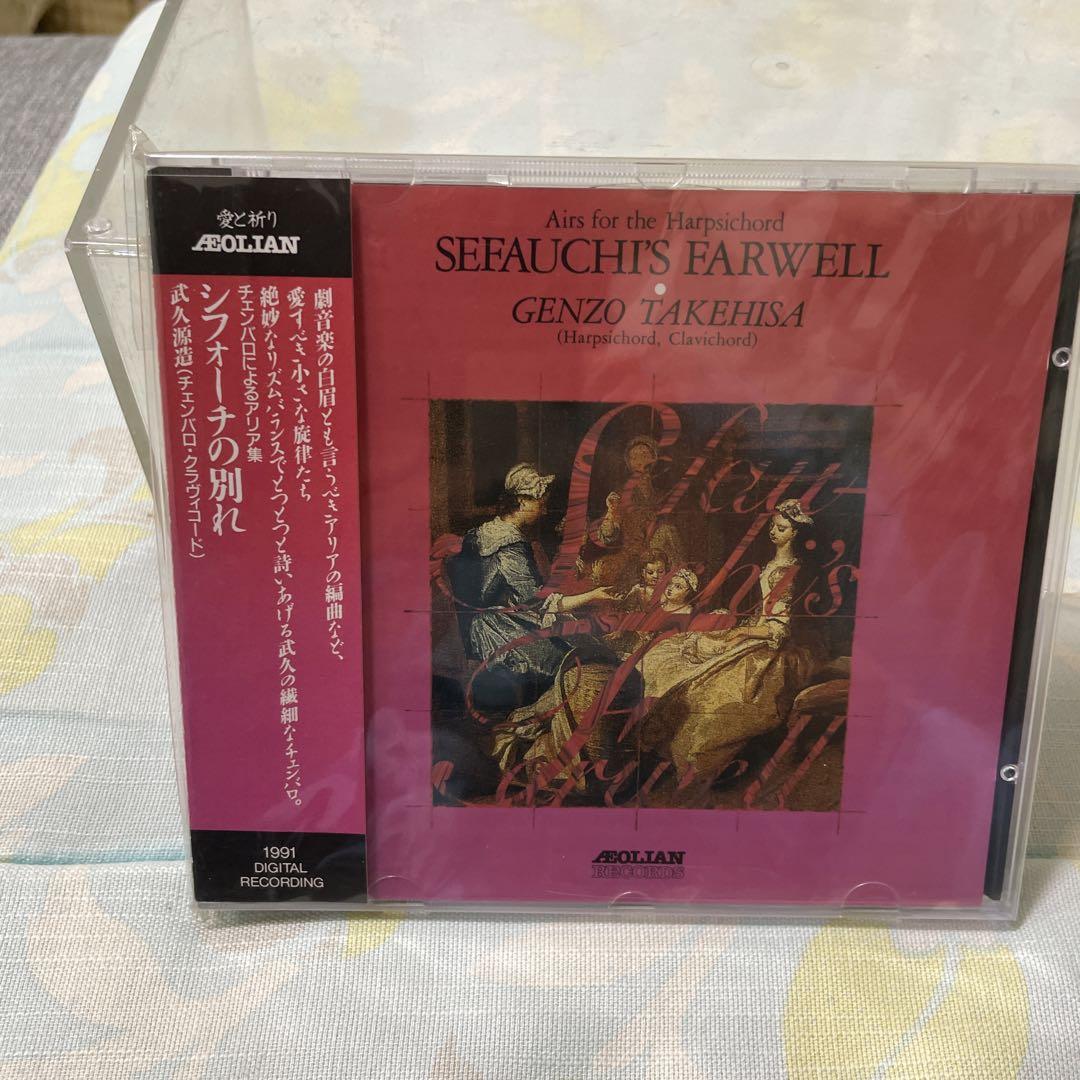 愛と祈り
ÆOLIAN
劇音楽の白眉とも言うべきアリアの編曲など、
愛すべき小さな旋律たち
絶妙なリズムバランスでとつとつと詩いあげる武久の繊細なチェンバロ。
チェンバロによるアリア集
シフォーチの別れ
武久源造(チェンバロ・クラヴィコード)
1991
DIGITAL
RECORDING
Airs for the Harpsichord
SEFAUCHI'S FARWELL
GENZO TAKEHISA
(Harpsichord, Clavichord)
Sefau-
chi's
Farwell
ÆOLIAN
RECORDS